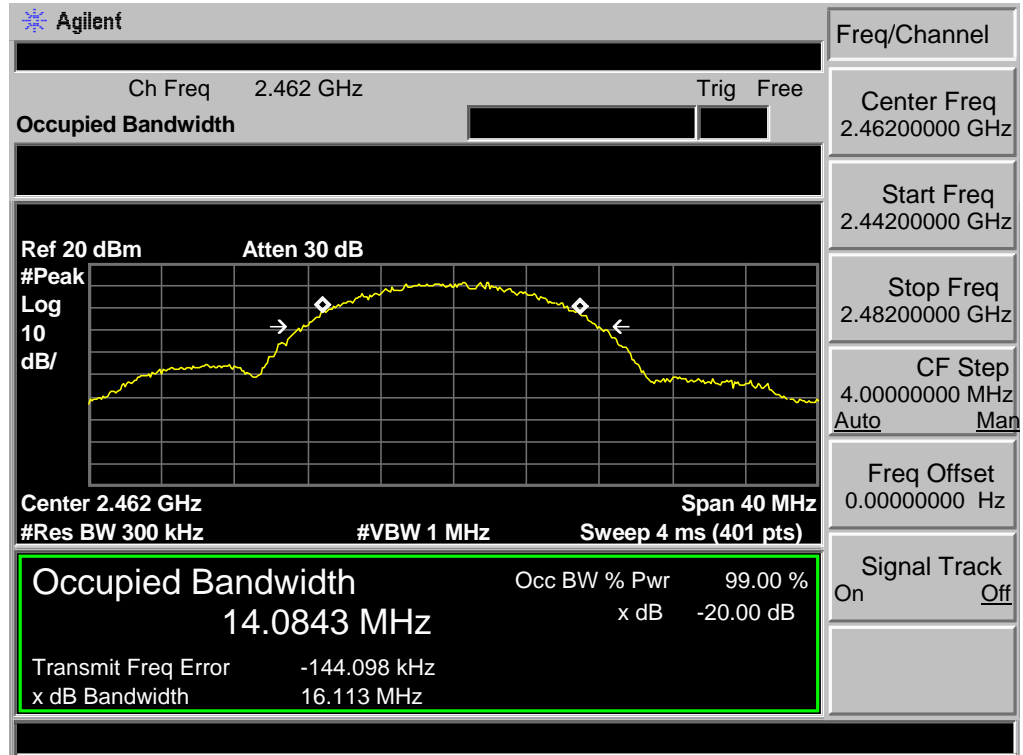 Agilent
Freq/Channel
Ch Freq 2.462 GHz Trig Free
Occupied Bandwidth
Center Freq
2.46200000 GHz
Start Freq
2.44200000 GHz
Stop Freq
2.48200000 GHz
CF Step
4.00000000 MHz
Auto Man
Freq Offset
0.00000000 Hz
Signal Track
On Off
Ref 20 dBm Atten 30 dB
#Peak
Log
10
dB/
Center 2.462 GHz Span 40 MHz
#Res BW 300 kHz #VBW 1 MHz Sweep 4 ms (401 pts)
Occupied Bandwidth
14.0843 MHz
Occ BW % Pwr 99.00 %
x dB -20.00 dB
Transmit Freq Error -144.098 kHz
x dB Bandwidth 16.113 MHz